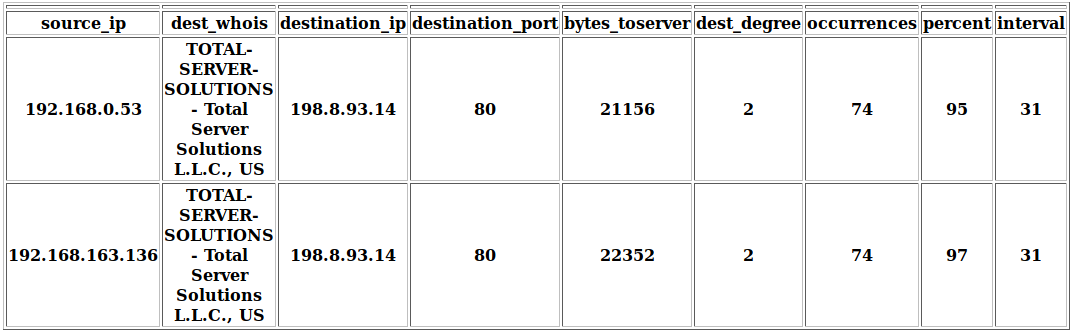 source_ip dest_whois destination_ip destination_port bytes_toserver dest_degree occurrences percent interval
TOTAL-
SERVER-
SOLUTIONS
192.168.0.53 - Total 198.8.93.14 80 21156 2 74 95 31
Server
Solutions
L.L.C., US
TOTAL-
SERVER-
SOLUTIONS
192.168.163.136 - Total 198.8.93.14 80 22352 2 74 97 31
Server
Solutions
L.L.C., US